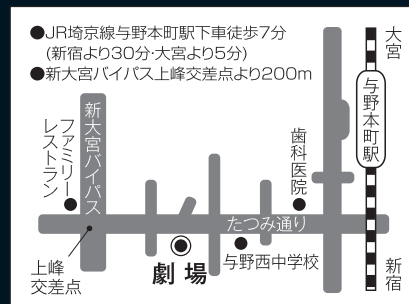 ●JR埼京線与野本町駅下車徒歩7分
(新宿より30分·大宮より5分)
●新大宮バイパス上峰交差点より200m
大宮
与野本町駅
新宿
歯科医院
新大宮バイパス
ファミリー
レストラン
たつみ通り
与野西中学校
劇場
上峰
交差点